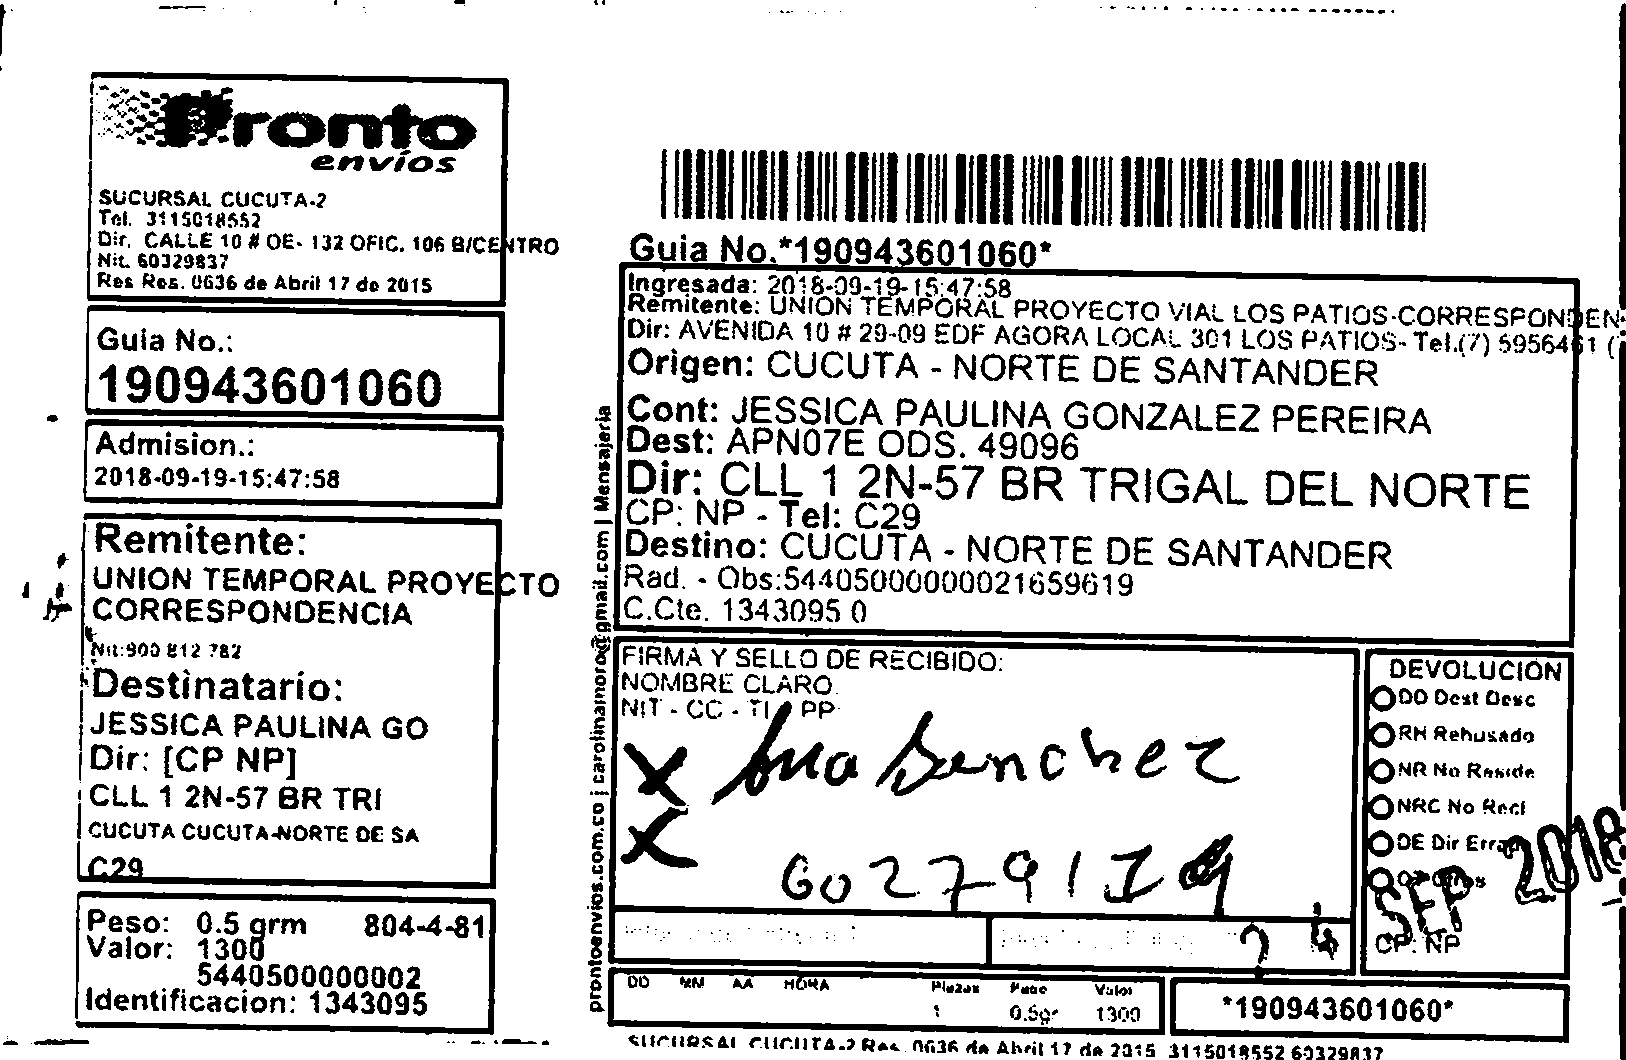 Pronto
envíos
SUCURSAL CUCUTA-2
Tel. 3115018552
Dir. CALLE 10 # OE- 132 OFIC. 106 B/CENTRO
Nit. 60329837
Res Res. 0636 de Abril 17 de 2015
Guia No.:
190943601060
Admision.:
2018-09-19-15:47:58
Remitente:
UNION TEMPORAL PROYECTO
CORRESPONDENCIA
Nit:900 812 782
Destinatario:
JESSICA PAULINA GO
Dir: [CP NP]
CLL 1 2N-57 BR TRI
CUCUTA CUCUTA-NORTE DE SA
C29
Peso: 0.5 grm 804-4-81
Valor: 1300
5440500000002
Identificacion: 1343095
prontoenvios.com.co | carolinamoro@gmail.com | Mensajeria
Guia No.*190943601060*
Ingresada: 2018-09-19-15:47:58
Remitente: UNION TEMPORAL PROYECTO VIAL LOS PATIOS-CORRESPONDEN
Dir: AVENIDA 10 # 29-09 EDF AGORA LOCAL 301 LOS PATIOS- Tel.(7) 5956461 (
Origen: CUCUTA - NORTE DE SANTANDER
Cont: JESSICA PAULINA GONZALEZ PEREIRA
Dest: APN07E ODS. 49096
Dir: CLL 1 2N-57 BR TRIGAL DEL NORTE
CP: NP - Tel: C29
Destino: CUCUTA - NORTE DE SANTANDER
Rad. - Obs:54405000000021659619
C.Cte. 1343095 0
FIRMA Y SELLO DE RECIBIDO:
NOMBRE CLARO
NIT - CC - TI PP
X Ana Sanchez
X
DEVOLUCION
DD Dest Desc
RH Rehusado
NR No Reside
NRC No Recl
DE Dir Errad
OT Otros
SEP 2018
CP: NP
24
DD MM AA HORA Piezas Peso Valor
1 0.5gr 1300
*190943601060*
SUCURSAL CUCUTA-2 Res. 0636 de Abril 17 de 2015 3115018552 60329837